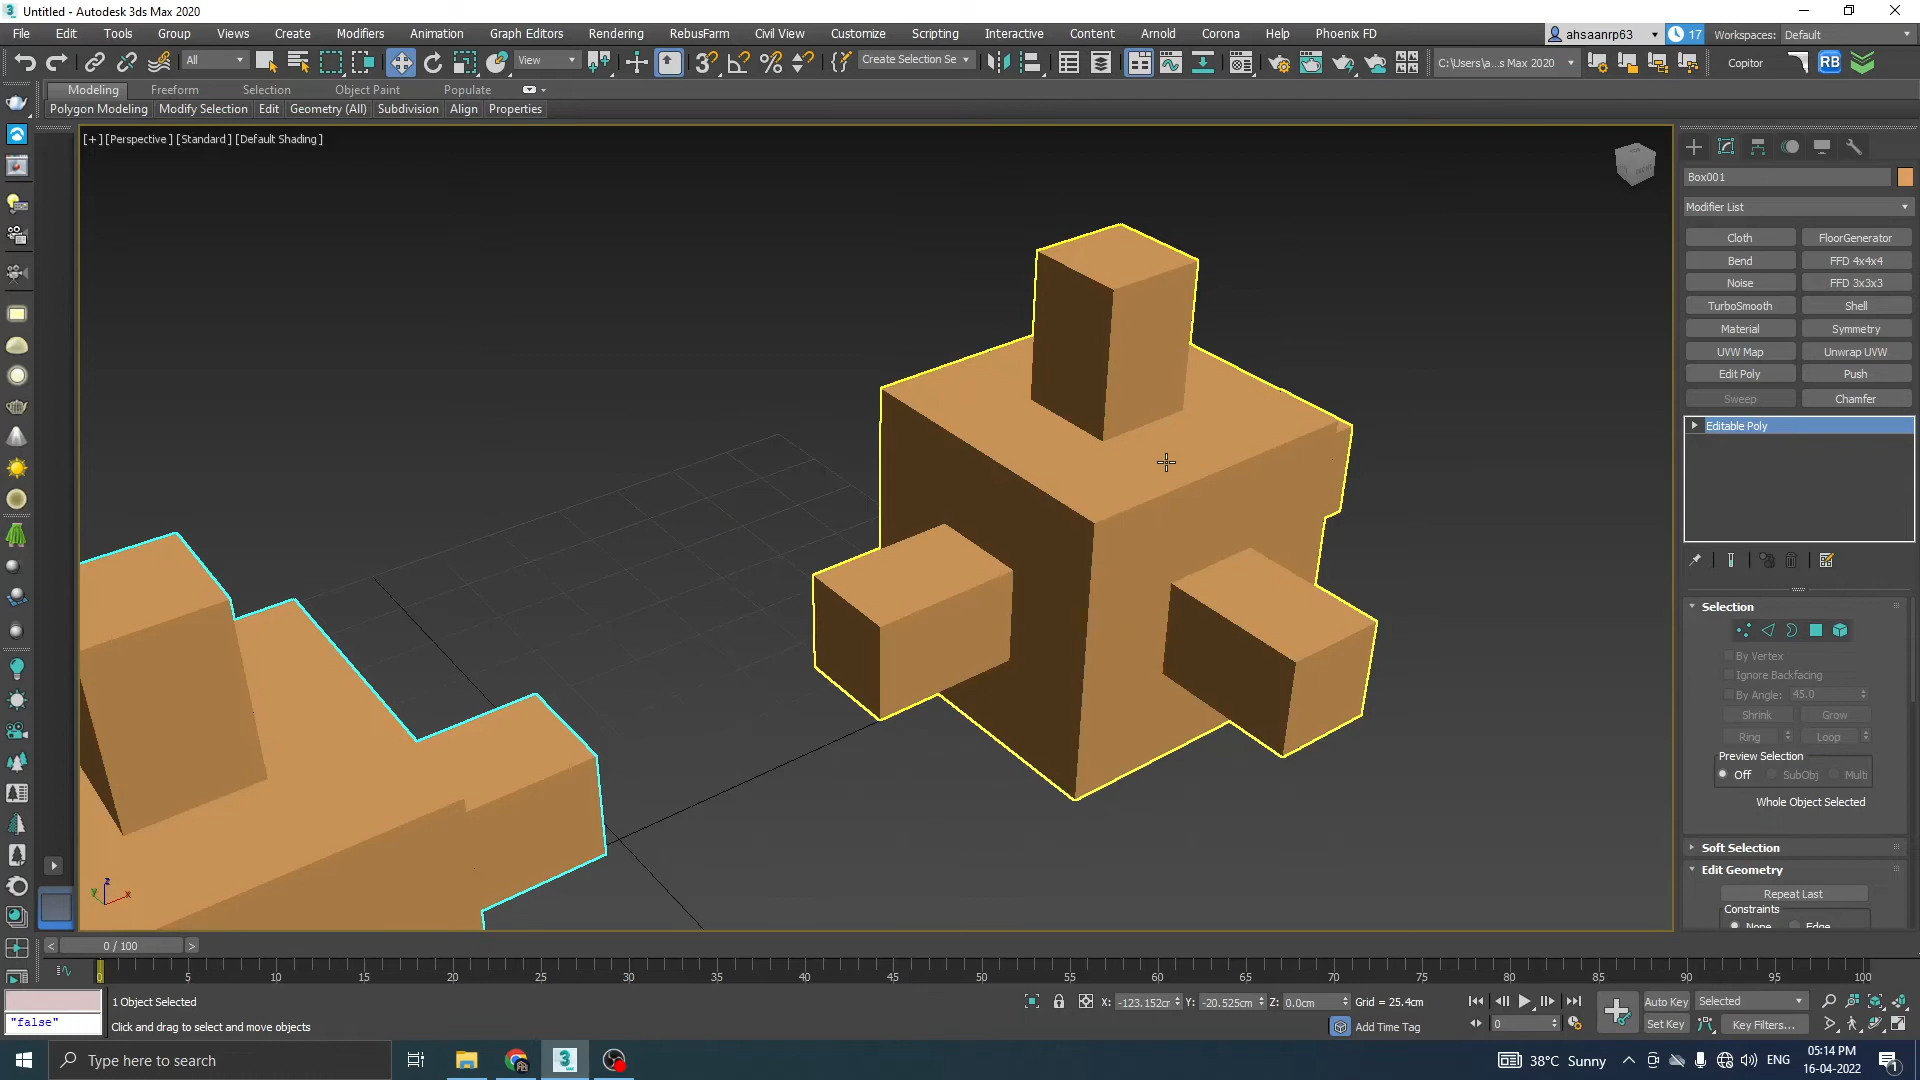 Untitled - Autodesk 3ds Max 2020
File Edit Tools Group Views Create Modifiers Animation Graph Editors Rendering RebusFarm Civil View Customize Scripting Interactive Content Arnold Corona Help Phoenix FD ahsaanrp63 17 Workspaces: Default
All View Create Selection Se C:\Users\a...s Max 2020 Copitor RB
Modeling Freeform Selection Object Paint Populate
Polygon Modeling Modify Selection Edit Geometry (All) Subdivision Align Properties
[+] [Perspective ] [Standard ] [Default Shading ]
Box001
Modifier List
Cloth FloorGenerator
Bend FFD 4x4x4
Noise FFD 3x3x3
TurboSmooth Shell
Material Symmetry
UVW Map Unwrap UVW
Edit Poly Push
Sweep Chamfer
Editable Poly
Selection
By Vertex
Ignore Backfacing
By Angle: 45.0
Shrink Grow
Ring Loop
Preview Selection
Off SubObj Multi
Whole Object Selected
Soft Selection
Edit Geometry
Repeat Last
Constraints
None Edge
z
y x
< 0 / 100 >
0 5 10 15 20 25 30 35 40 45 50 55 60 65 70 75 80 85 90 95 100
1 Object Selected X: -123.152cr Y: -20.525cm Z: 0.0cm Grid = 25.4cm Auto Key Selected
"false" Click and drag to select and move objects Add Time Tag 0 Set Key Key Filters...
Type here to search 38°C Sunny ENG 05:14 PM
16-04-2022
1